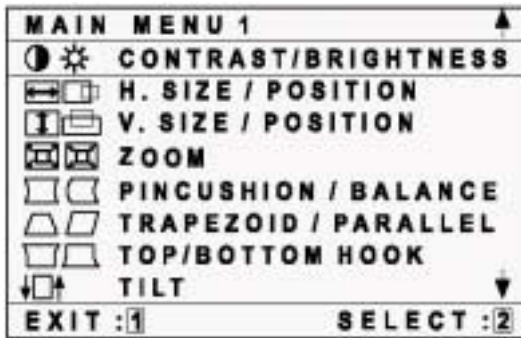 MAIN MENU 1
CONTRAST/BRIGHTNESS
H. SIZE / POSITION
V. SIZE / POSITION
ZOOM
PINCUSHION / BALANCE
TRAPEZOID / PARALLEL
TOP/BOTTOM HOOK
TILT
EXIT :1 SELECT :2